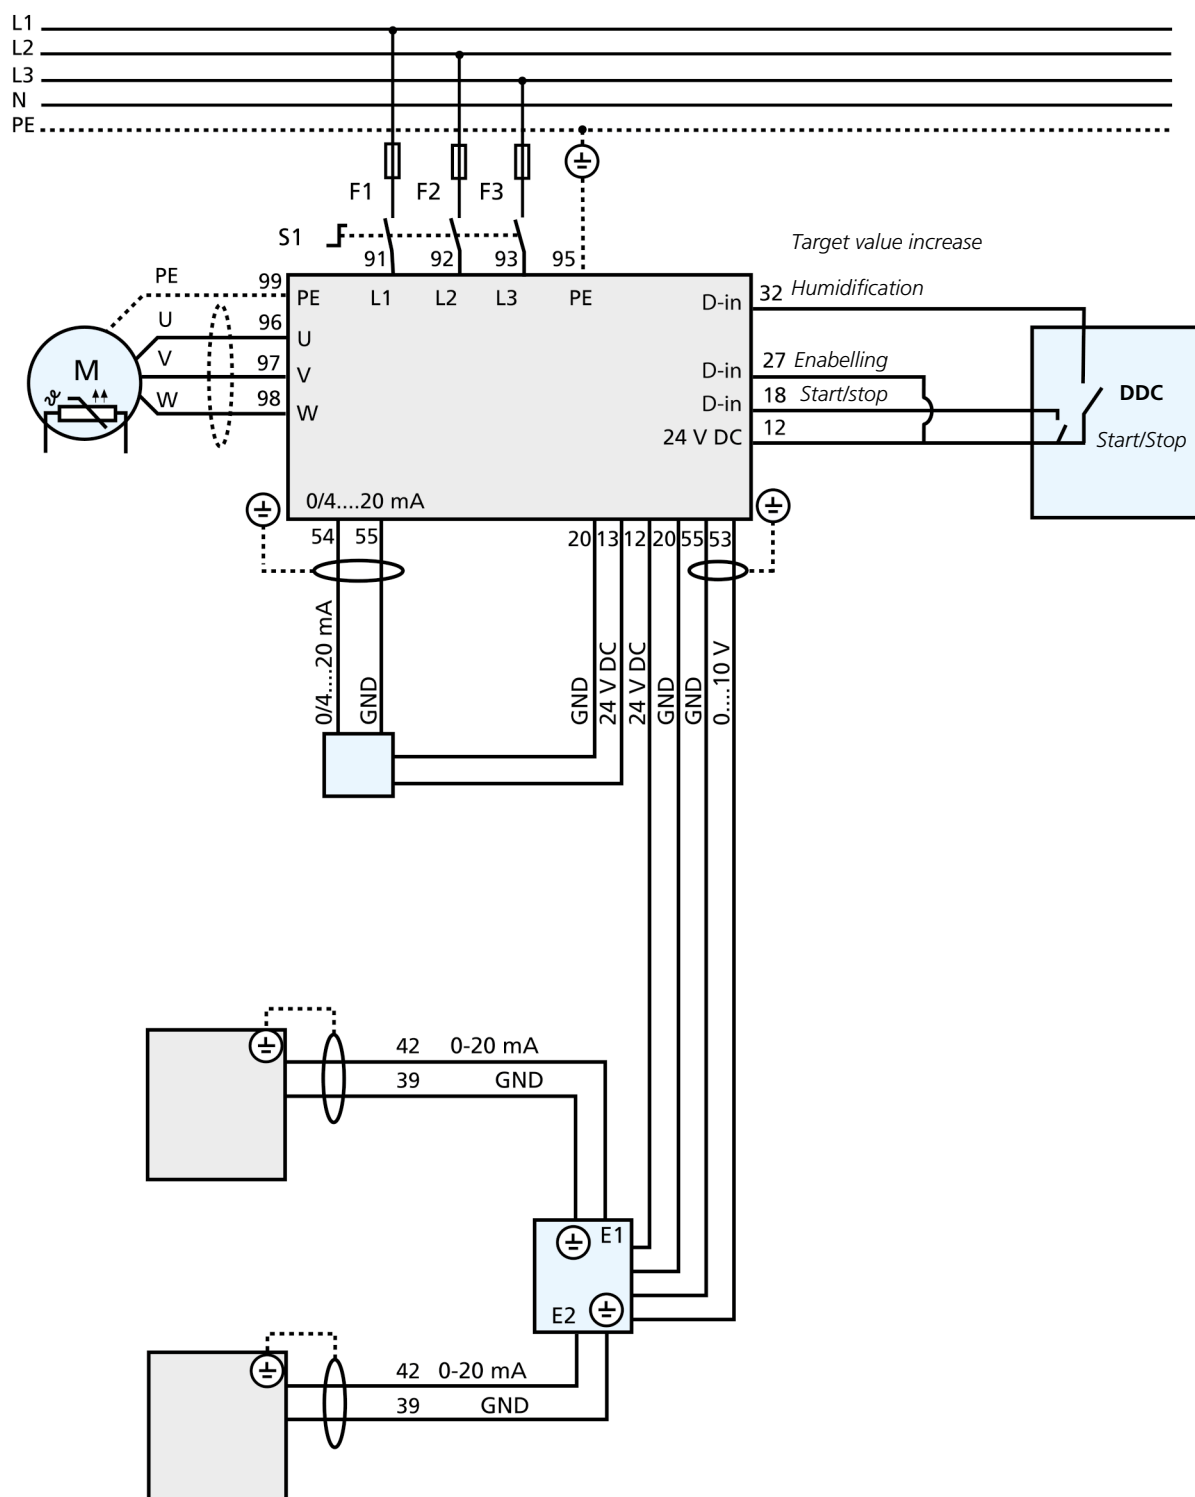 L1
L2
L3
N
PE
F1 F2 F3
S1
91 92 93 95
Target value increase
PE 99 PE L1 L2 L3 PE D-in 32 Humidification
U 96 U
V 97 V D-in 27 Enabelling
M
W 98 W D-in 18 Start/stop DDC
ϑ
24 V DC 12 Start/Stop
0/4....20 mA
54 55 20 13 12 20 55 53
0/4....20 mA
GND
GND
24 V DC
24 V DC
GND
GND
0....10 V
42 0-20 mA
39 GND
E1
E2
42 0-20 mA
39 GND